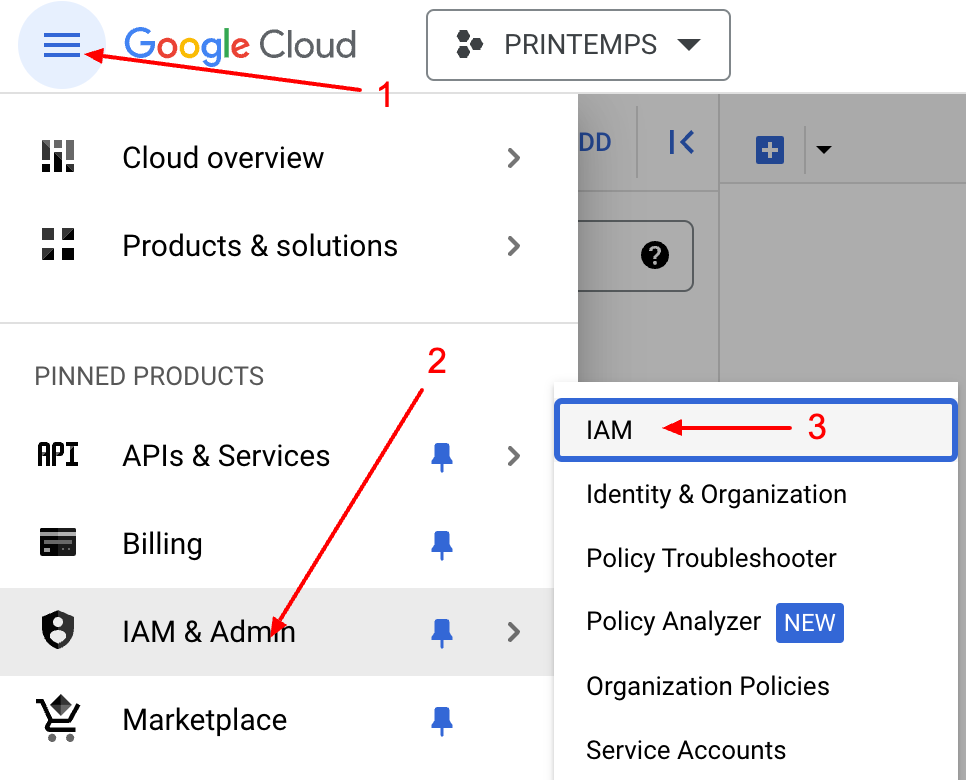 Google Cloud
PRINTEMPS
1
Cloud overview
DD
Products & solutions
?
2
PINNED PRODUCTS
API
APIs & Services
Billing
IAM & Admin
Marketplace
IAM
3
Identity & Organization
Policy Troubleshooter
Policy Analyzer NEW
Organization Policies
Service Accounts